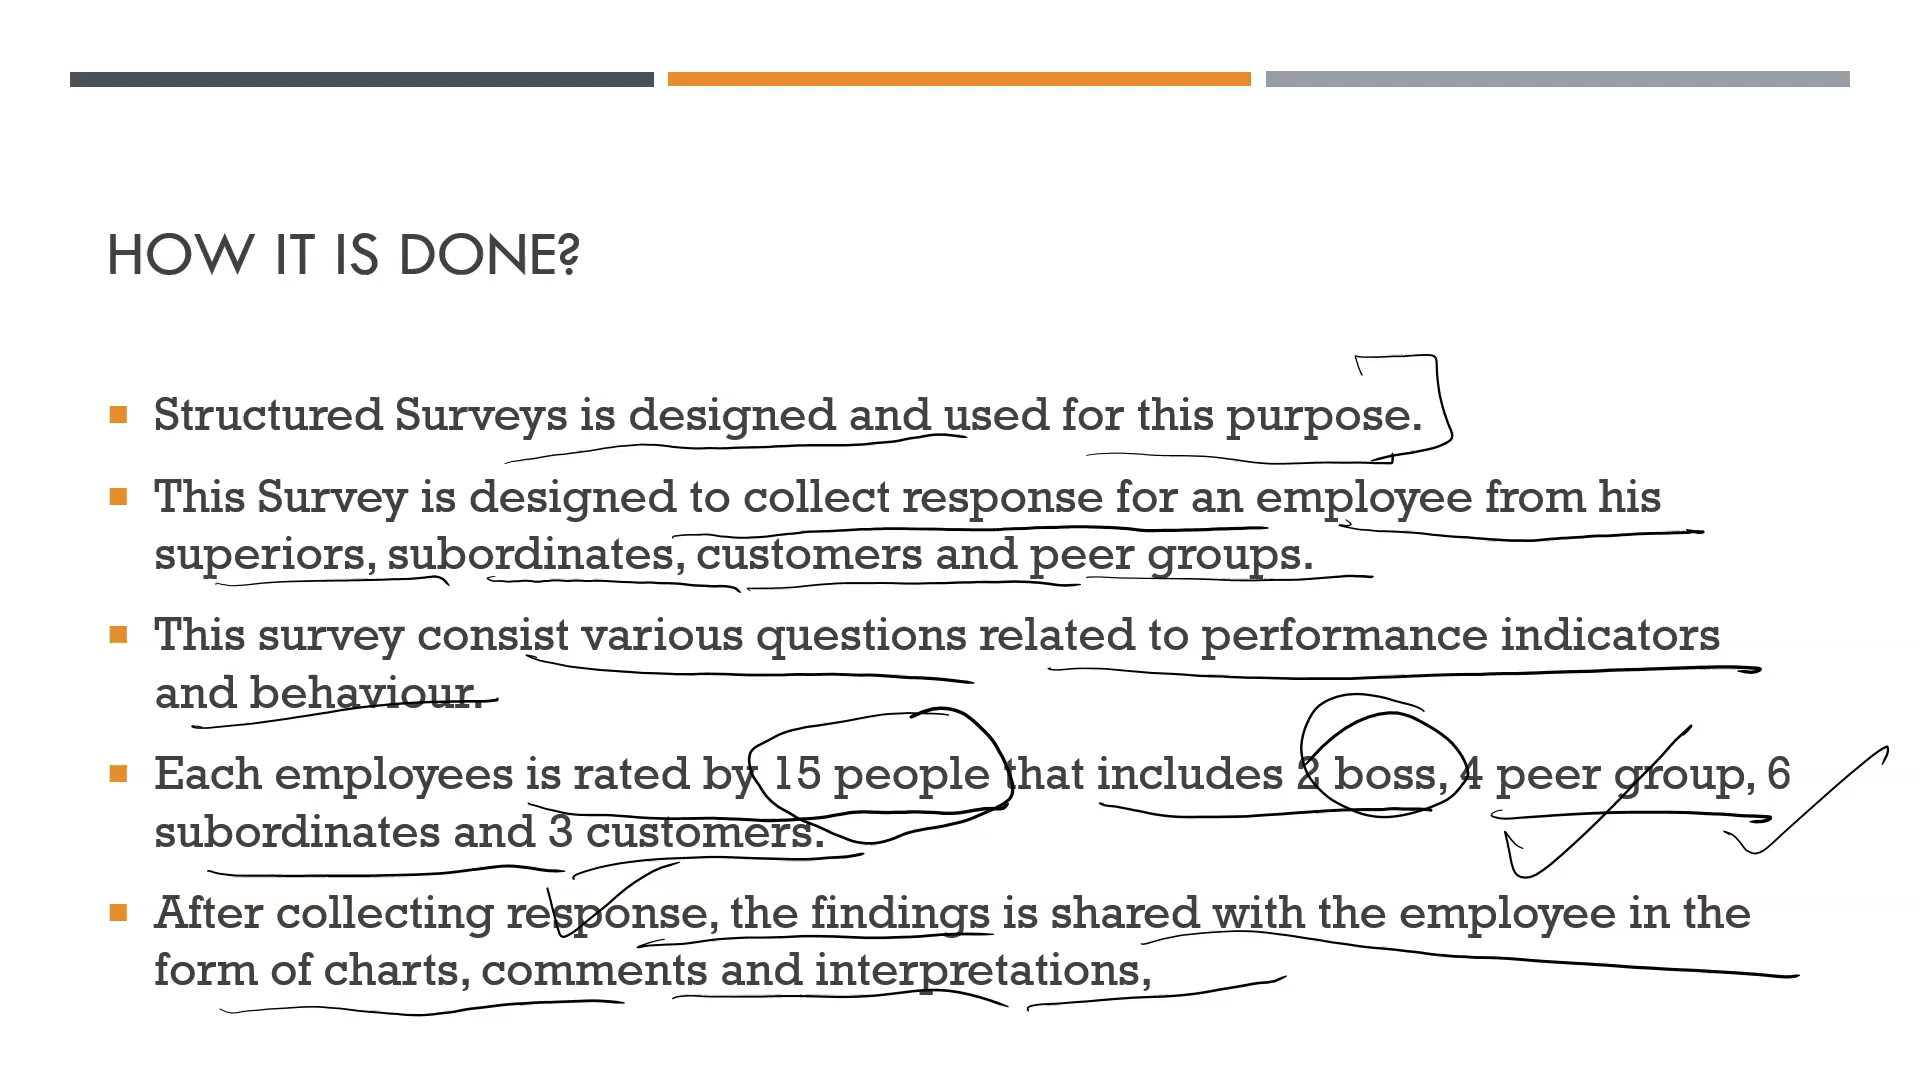 HOW IT IS DONE?
Structured Surveys is designed and used for this purpose.
This Survey is designed to collect response for an employee from his
superiors, subordinates, customers and peer groups.
This survey consist various questions related to performance indicators
and behaviour.
Each employees is rated by 15 people that includes 2 boss, 4 peer group, 6
subordinates and 3 customers.
After collecting response, the findings is shared with the employee in the
form of charts, comments and interpretations,